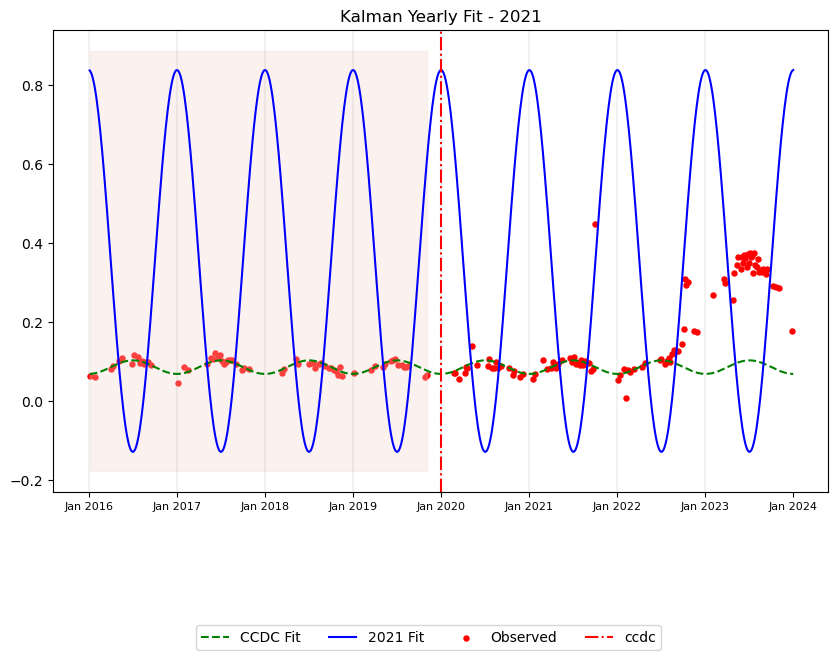 Kalman Yearly Fit - 2021
0.8
0.6
0.4
0.2
0.0
−0.2
Jan 2016 Jan 2017 Jan 2018 Jan 2019 Jan 2020 Jan 2021 Jan 2022 Jan 2023 Jan 2024
CCDC Fit 2021 Fit Observed ccdc